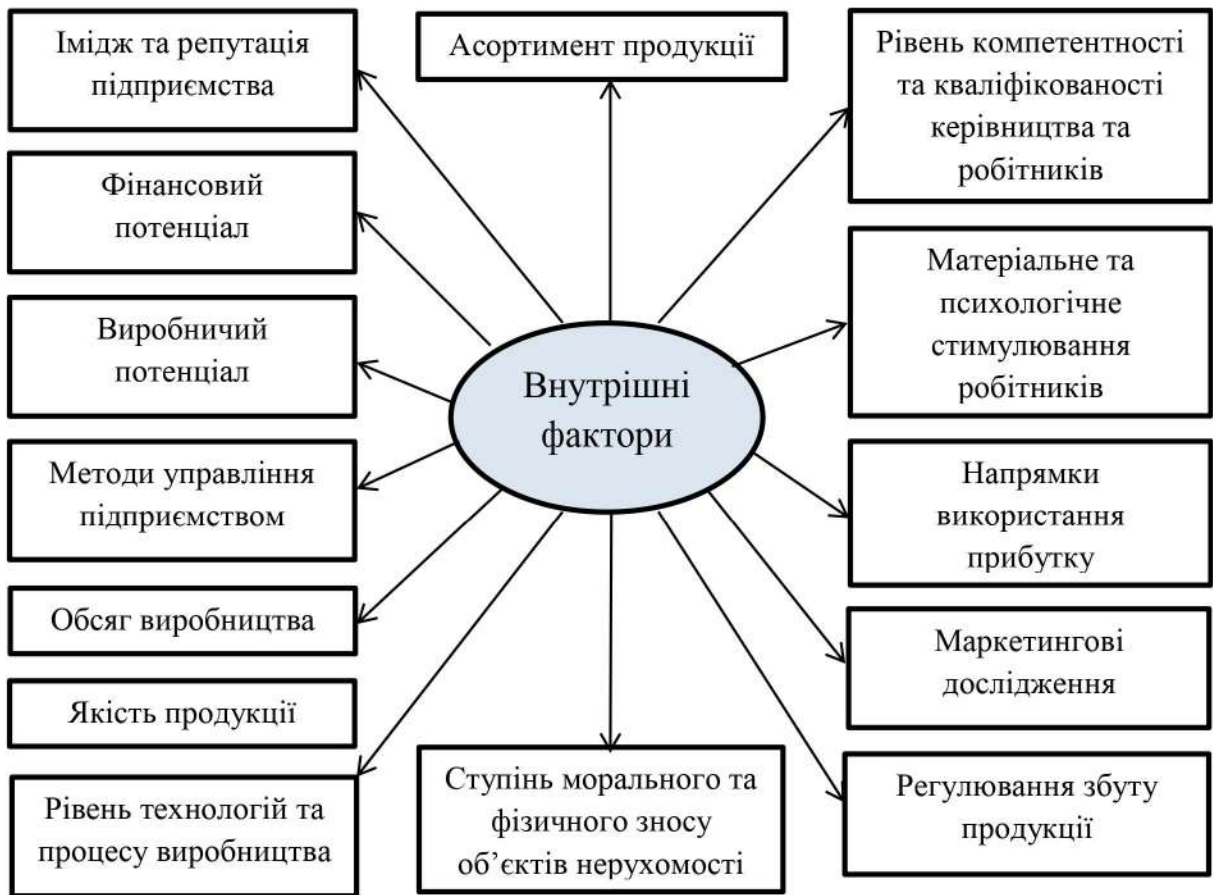 Імідж та репутація
підприємства
Асортимент продукції
Рівень компетентності
та кваліфікованості
керівництва та
робітників
Фінансовий
потенціал
Матеріальне та
психологічне
стимулювання
робітників
Виробничий
потенціал
Внутрішні
фактори
Методи управління
підприємством
Напрямки
використання
прибутку
Обсяг виробництва
Маркетингові
дослідження
Якість продукції
Рівень технологій та
процесу виробництва
Ступінь морального та
фізичного зносу
об’єктів нерухомості
Регулювання збуту
продукції